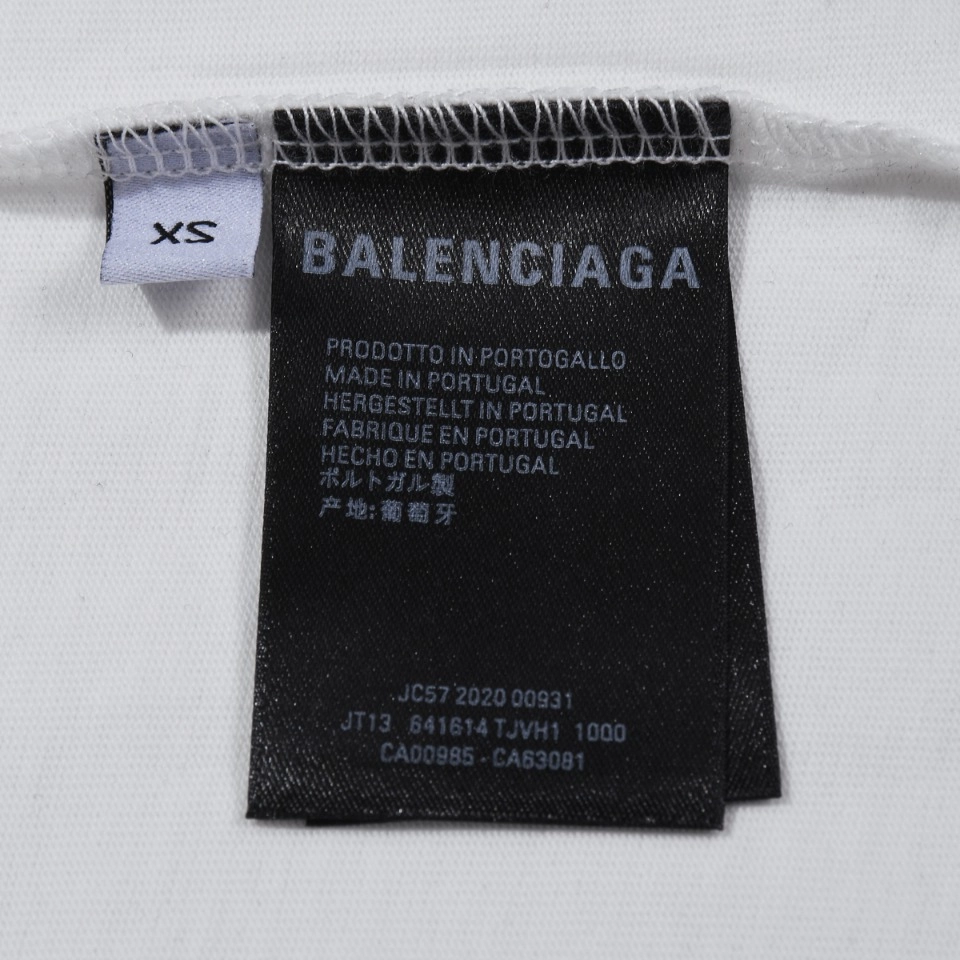 XS
BALENCIAGA
PRODOTTO IN PORTOGALLO
MADE IN PORTUGAL
HERGESTELLT IN PORTUGAL
FABRIQUE EN PORTUGAL
HECHO EN PORTUGAL
ポルトガル製
产地:葡萄牙
JC57 2020 00931
JT13 641614 TJVH1 1000
CA00985 - CA63081